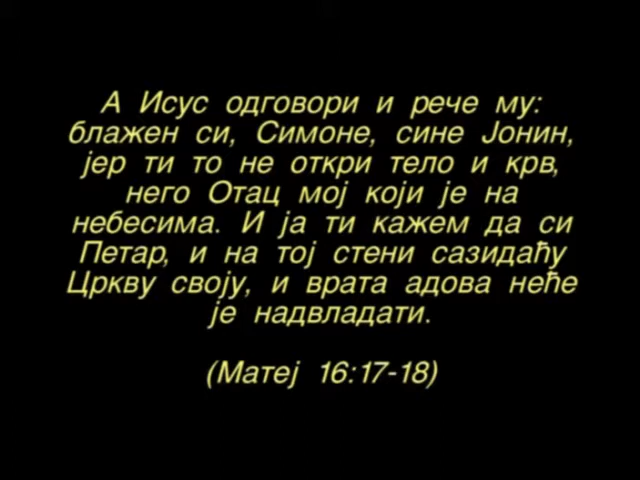 А Исус одговори и рече му:
блажен си, Симоне, сине Јонин,
јер ти то не откри тело и крв,
него Отац мој који је на
небесима. И ја ти кажем да си
Петар, и на тој стени сазидаћу
Цркву своју, и врата адова неће
је надвладати.
(Матеј 16:17-18)